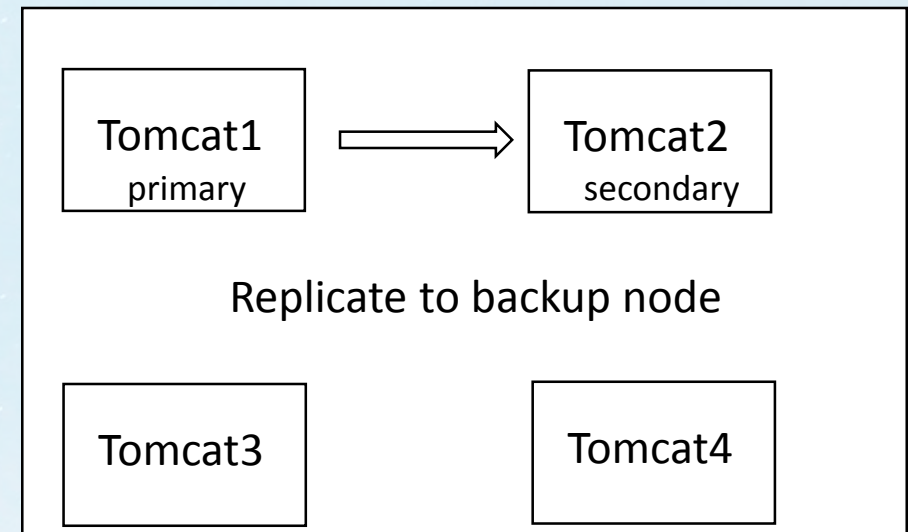 Tomcat1
primary
Tomcat2
secondary
Replicate to backup node
Tomcat3
Tomcat4